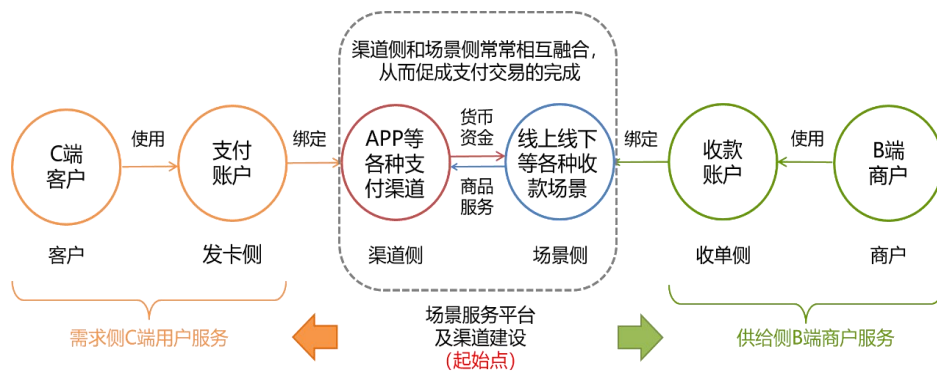 渠道侧和场景侧常常相互融合，
从而促成支付交易的完成
C端
客户
使用
支付
账户
绑定
APP等
各种支
付渠道
货币
资金
商品
服务
线上线下
等各种收
款场景
绑定
收款
账户
使用
B端
商户
客户
发卡侧
渠道侧
场景侧
收单侧
商户
需求侧C端用户服务
场景服务平台
及渠道建设
(起始点)
供给侧B端商户服务